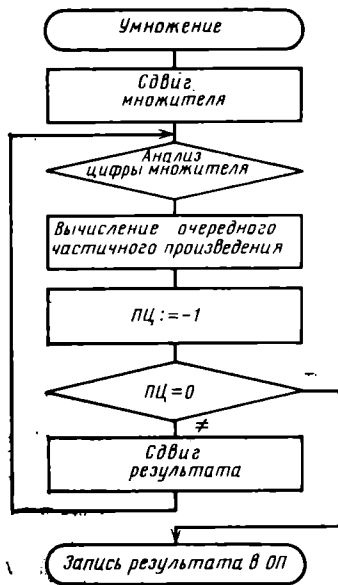 Умножение
Сдвиг
множителя
Анализ
цифры множителя
Вычисление очередного
частичного произведения
ПЦ:=-1
ПЦ=0
≠
Сдвиг
результата
Запись результата в ОП